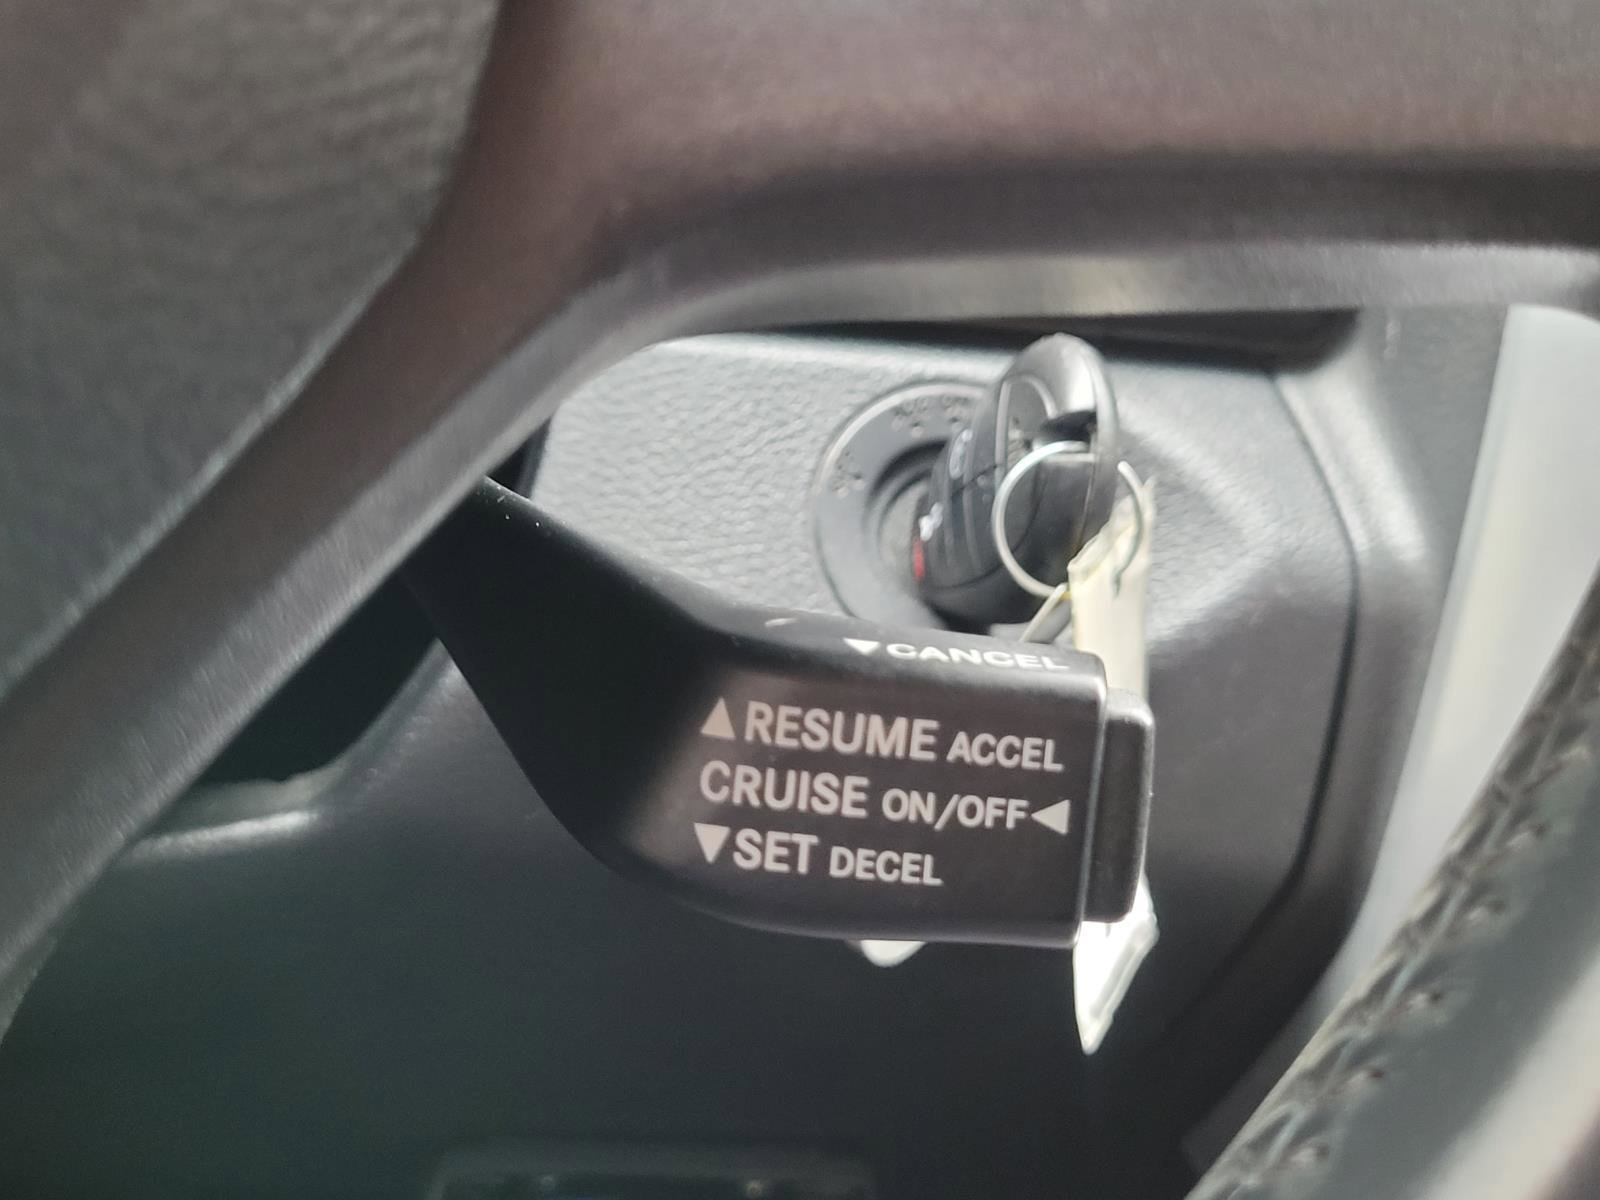 ▼CANCEL
▲RESUME ACCEL
CRUISE ON/OFF◀
▼SET DECEL